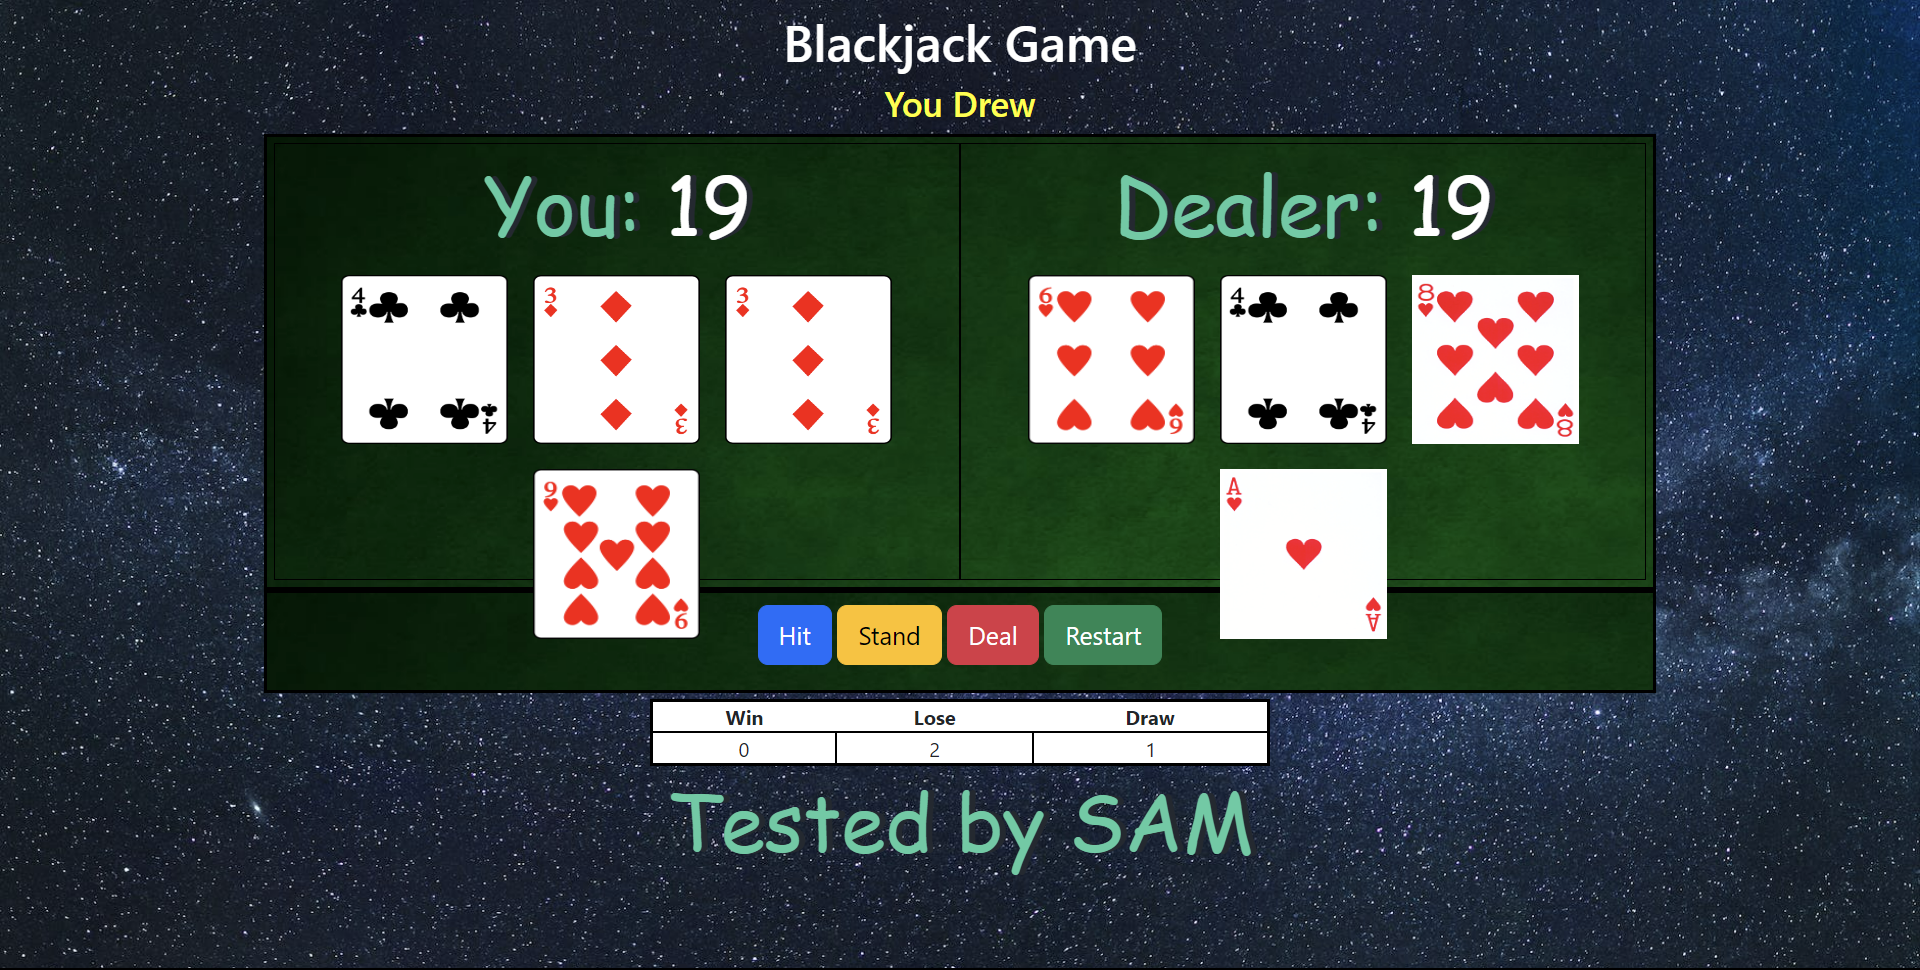 Blackjack Game
You Drew
You: 19
Dealer: 19
4
4
3
3
3
3
6
6
4
4
8
8
9
9
A
A
Hit
Stand
Deal
Restart
Win Lose Draw
0 2 1
Tested by SAM